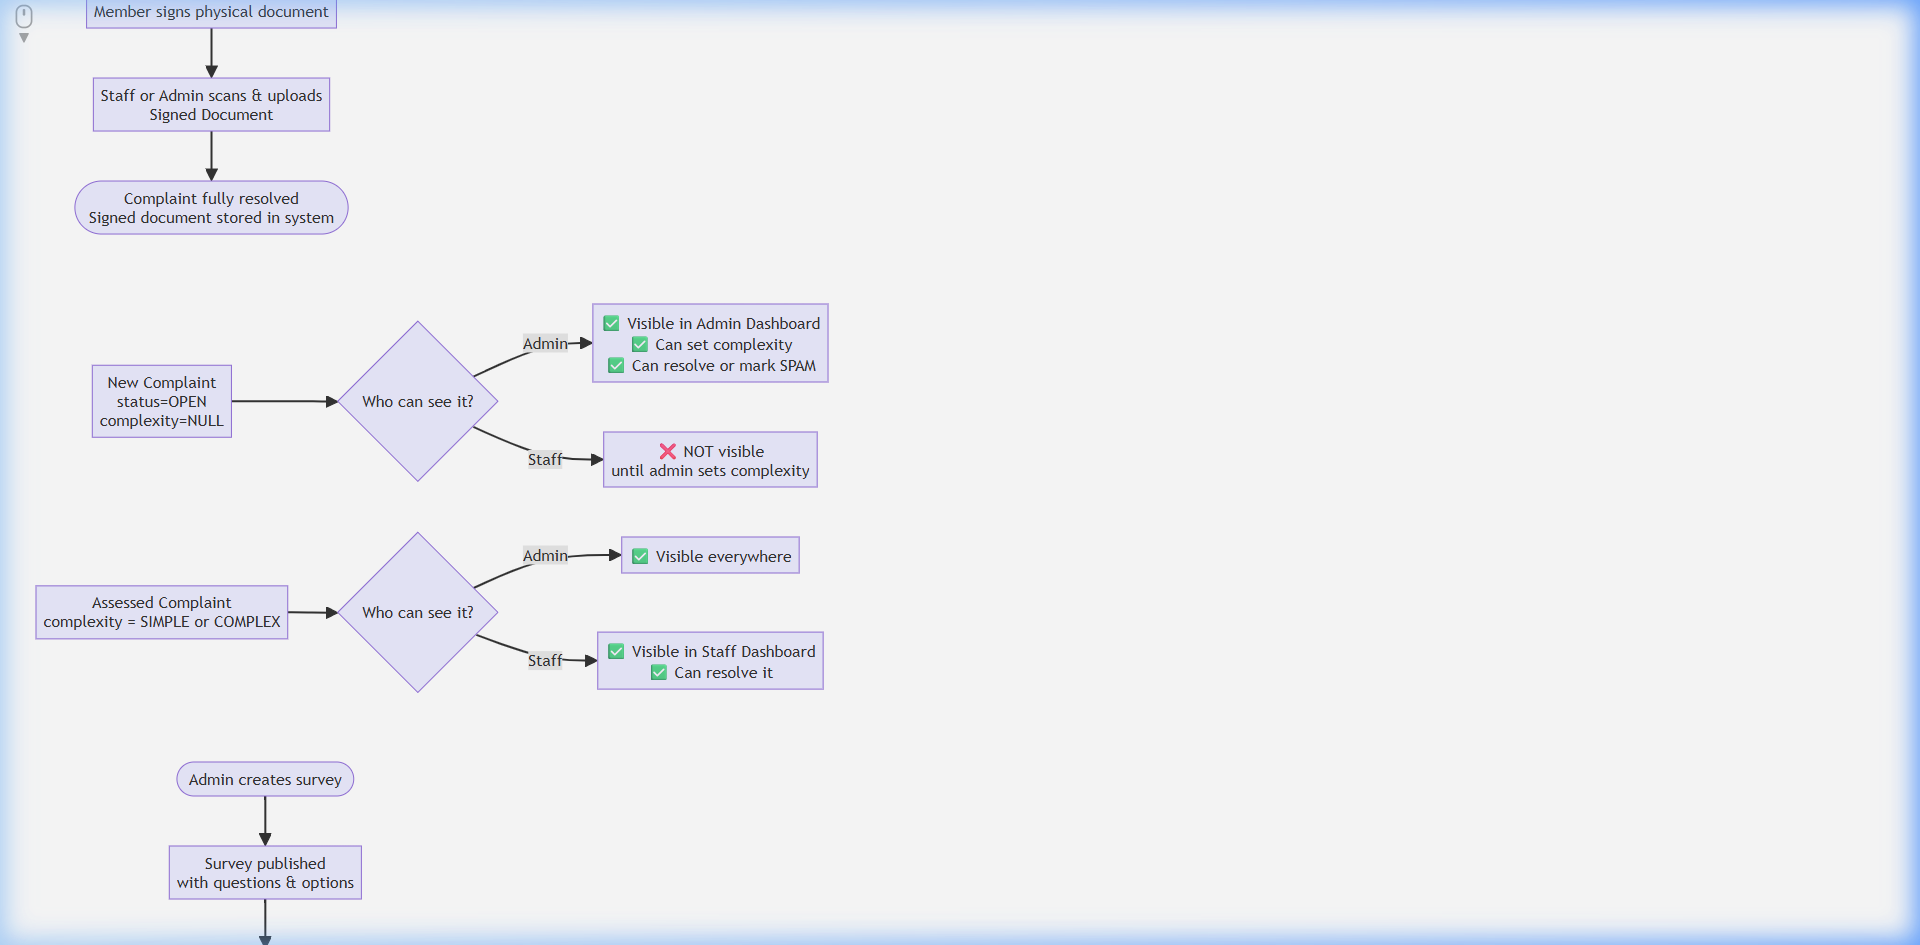 Member signs physical document
Staff or Admin scans & uploads
Signed Document
Complaint fully resolved
Signed document stored in system
New Complaint
status=OPEN
complexity=NULL
Who can see it?
Admin
✅ Visible in Admin Dashboard
✅ Can set complexity
✅ Can resolve or mark SPAM
Staff
❌ NOT visible
until admin sets complexity
Assessed Complaint
complexity = SIMPLE or COMPLEX
Who can see it?
Admin
✅ Visible everywhere
Staff
✅ Visible in Staff Dashboard
✅ Can resolve it
Admin creates survey
Survey published
with questions & options